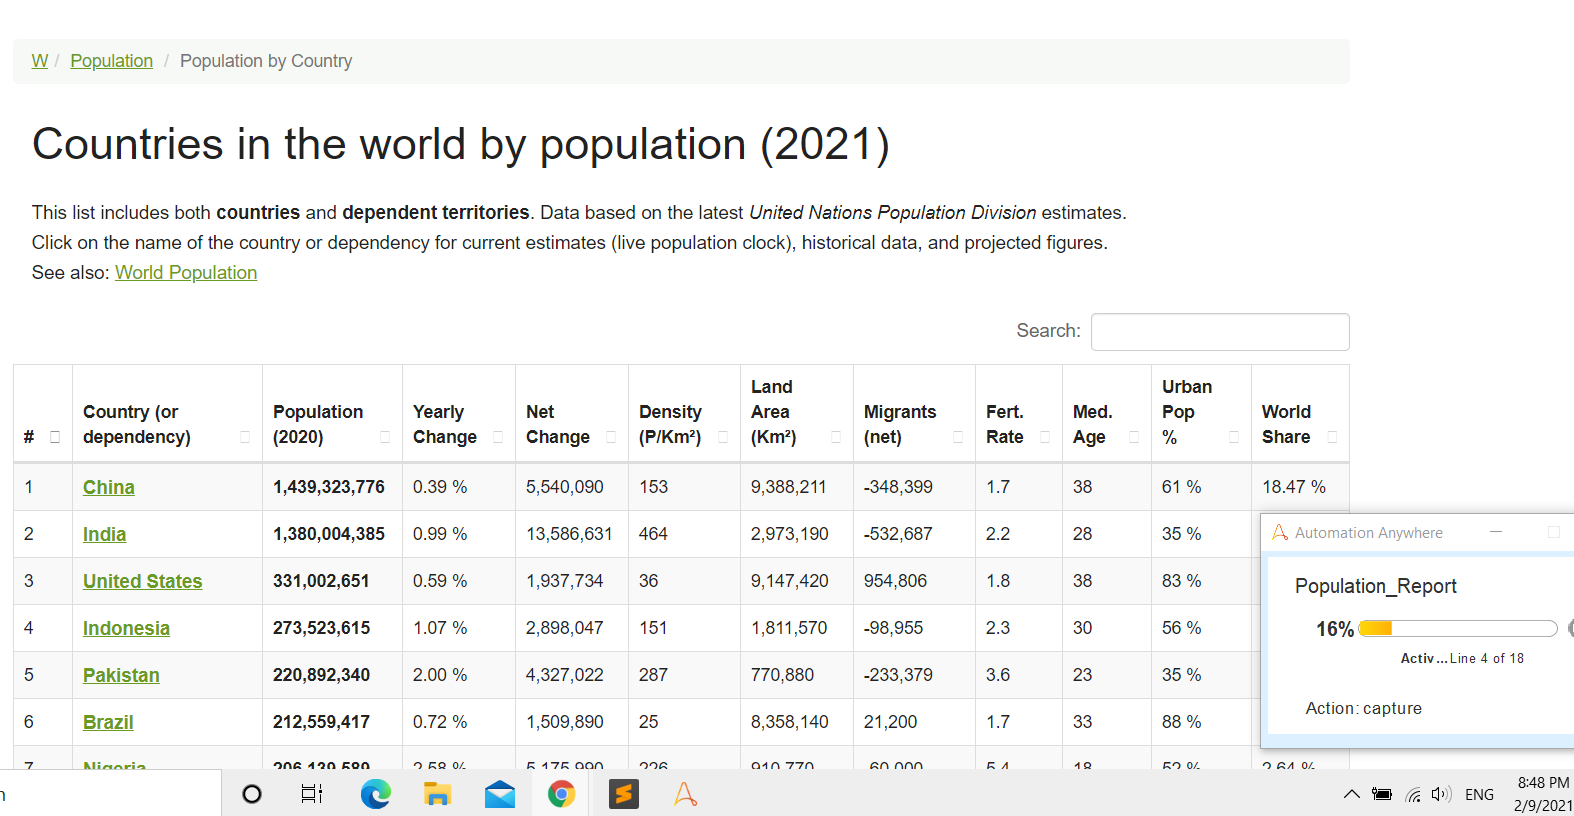 W / Population / Population by Country
Countries in the world by population (2021)
This list includes both countries and dependent territories. Data based on the latest United Nations Population Division estimates.
Click on the name of the country or dependency for current estimates (live population clock), historical data, and projected figures.
See also: World Population
Search:
# Country (or dependency) Population (2020) Yearly Change Net Change Density (P/Km²) Land Area (Km²) Migrants (net) Fert. Rate Med. Age Urban Pop % World Share
1 China 1,439,323,776 0.39 % 5,540,090 153 9,388,211 -348,399 1.7 38 61 % 18.47 %
2 India 1,380,004,385 0.99 % 13,586,631 464 2,973,190 -532,687 2.2 28 35 %
3 United States 331,002,651 0.59 % 1,937,734 36 9,147,420 954,806 1.8 38 83 %
4 Indonesia 273,523,615 1.07 % 2,898,047 151 1,811,570 -98,955 2.3 30 56 %
5 Pakistan 220,892,340 2.00 % 4,327,022 287 770,880 -233,379 3.6 23 35 %
6 Brazil 212,559,417 0.72 % 1,509,890 25 8,358,140 21,200 1.7 33 88 %
7 Nigeria 206,139,589 2.58 % 5,175,990 226 910,770 -60,000 5.4 18 52 % 2.64 %
Automation Anywhere
Population_Report
16%
Activ... Line 4 of 18
Action: capture
n
ENG
8:48 PM
2/9/2021